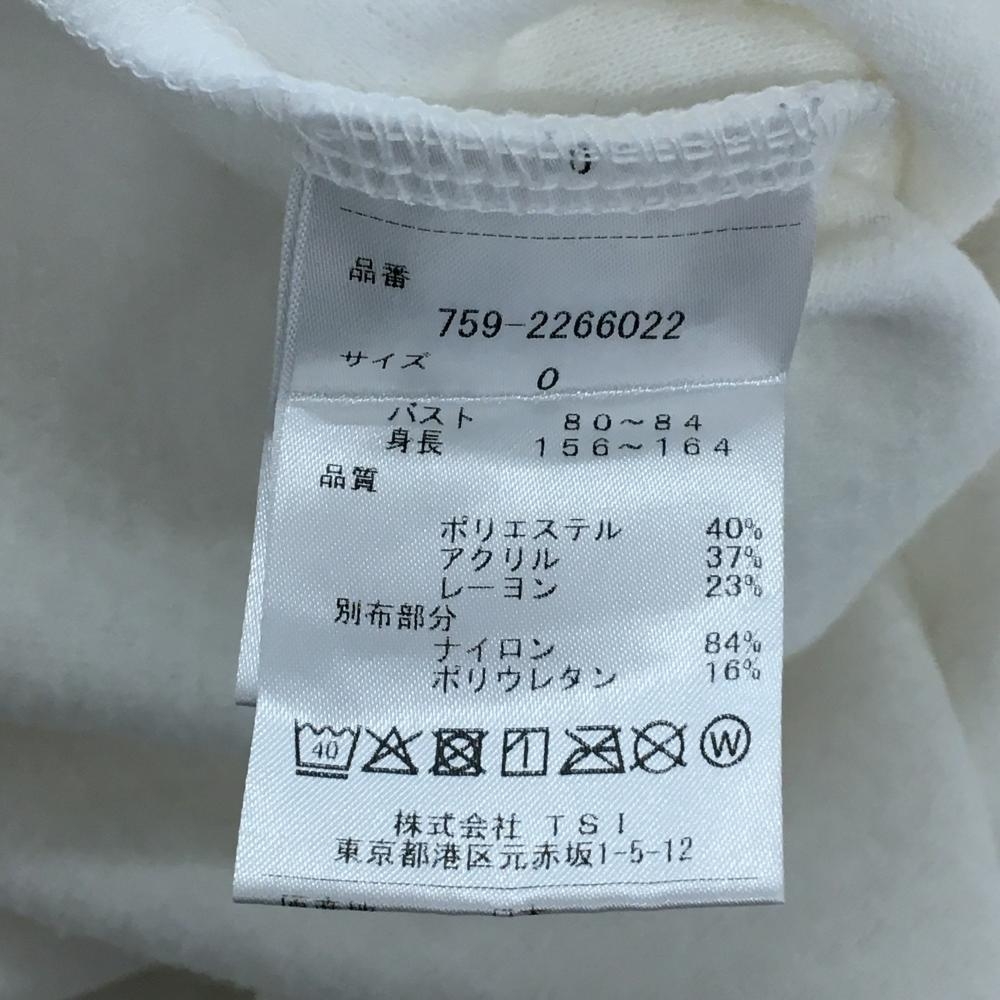 0
品番
759-2266022
サイズ
0
バスト 80～84
身長 156～164
品質
ポリエステル 40%
アクリル 37%
レーヨン 23%
別布部分
ナイロン 84%
ポリウレタン 16%
40 W
株式会社 TSI
東京都港区元赤坂1-5-12